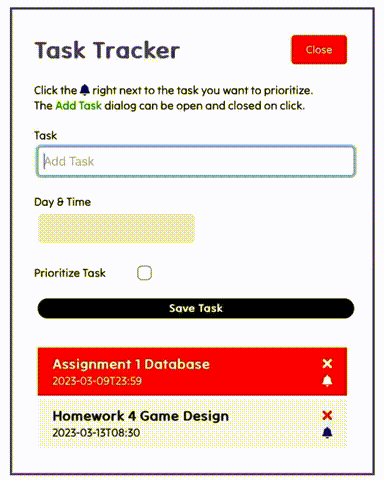 Task Tracker
Close
Click the right next to the task you want to prioritize.
The Add Task dialog can be open and closed on click.
Task
Add Task
Day & Time
Prioritize Task
Save Task
Assignment 1 Database
2023-03-09T23:59
Homework 4 Game Design
2023-03-13T08:30